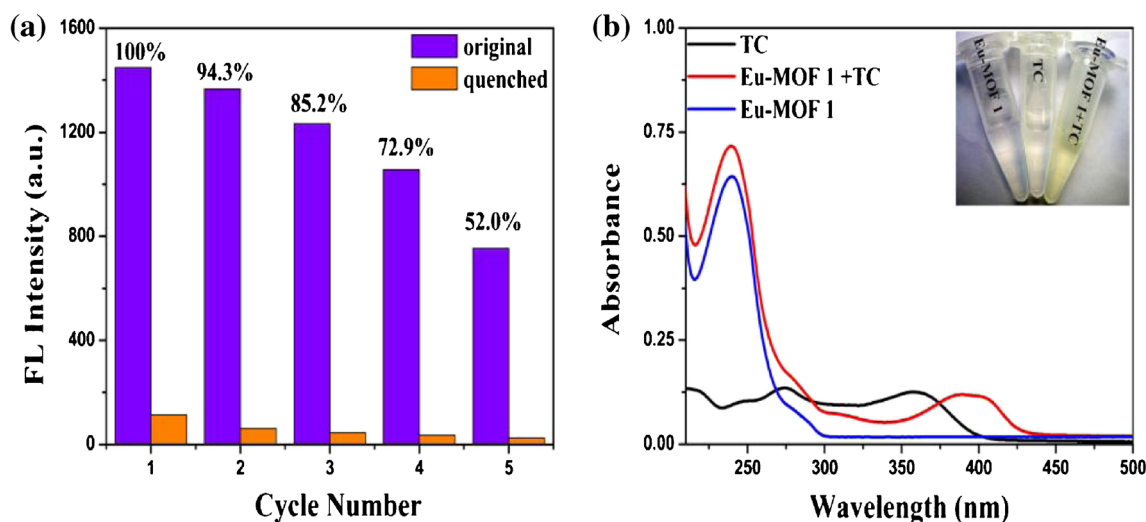 (a)
FL Intensity (a.u.)
1600
1200
800
400
0
100%
94.3%
85.2%
72.9%
52.0%
original
quenched
1 2 3 4 5
Cycle Number
(b)
Absorbance
1.00
0.75
0.50
0.25
0.00
TC
Eu-MOF 1 +TC
Eu-MOF 1
Eu-MOF 1
TC
Eu-MOF 1+TC
250 300 350 400 450 500
Wavelength (nm)